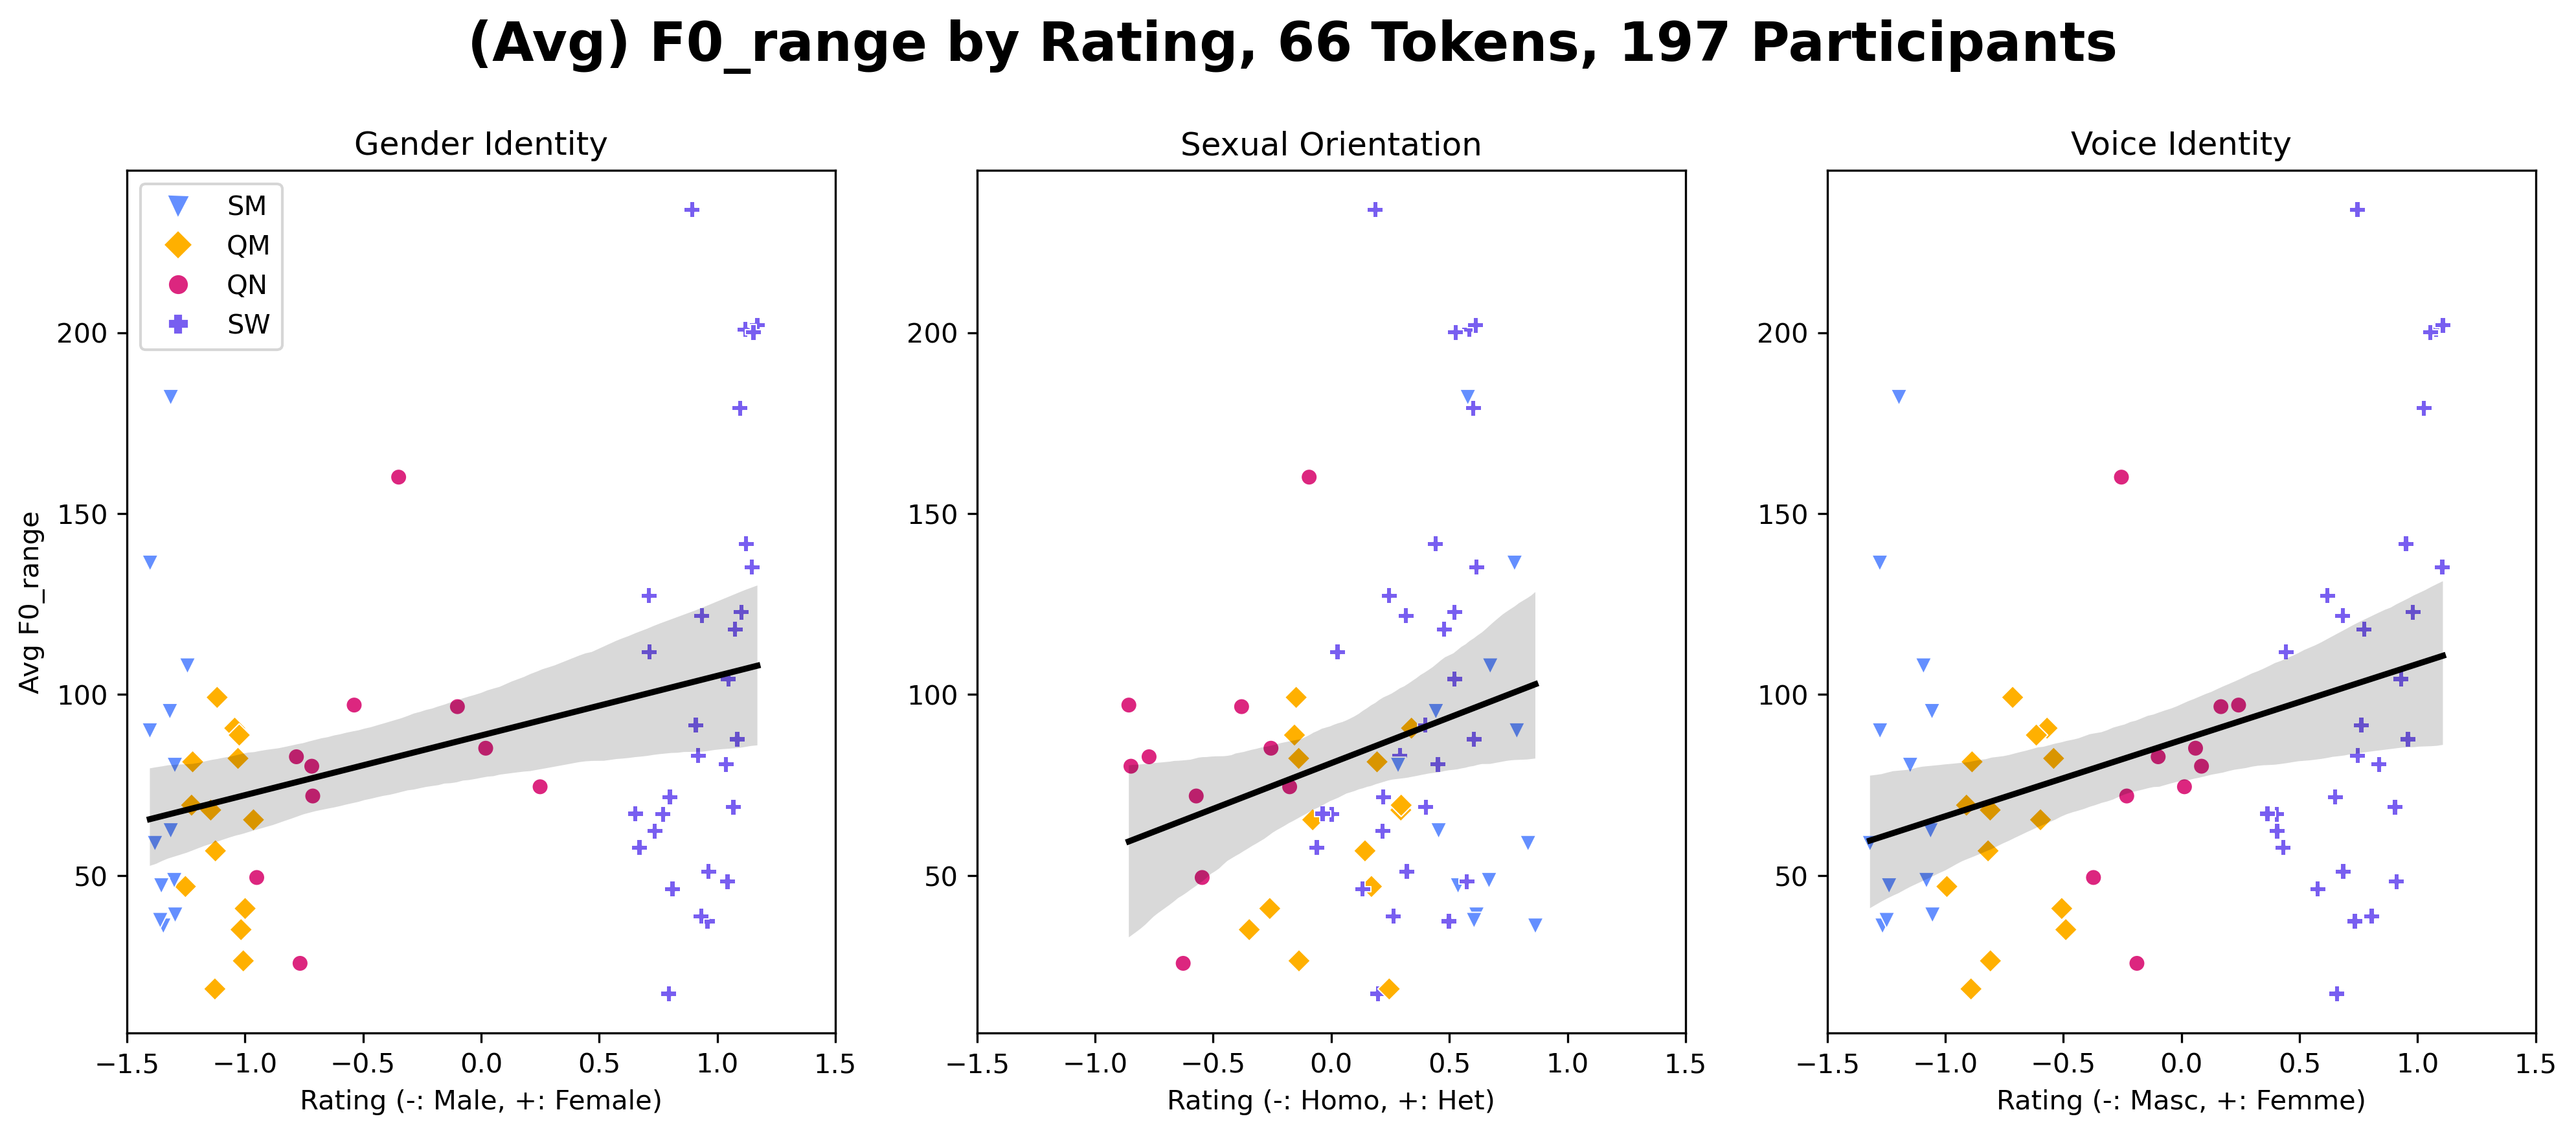 (Avg) F0_range by Rating, 66 Tokens, 197 Participants
Gender Identity
Sexual Orientation
Voice Identity
SM
QM
QN
SW
Avg F0_range
200
150
100
50
−1.5 −1.0 −0.5 0.0 0.5 1.0 1.5
Rating (-: Male, +: Female)
200
150
100
50
−1.5 −1.0 −0.5 0.0 0.5 1.0 1.5
Rating (-: Homo, +: Het)
200
150
100
50
−1.5 −1.0 −0.5 0.0 0.5 1.0 1.5
Rating (-: Masc, +: Femme)